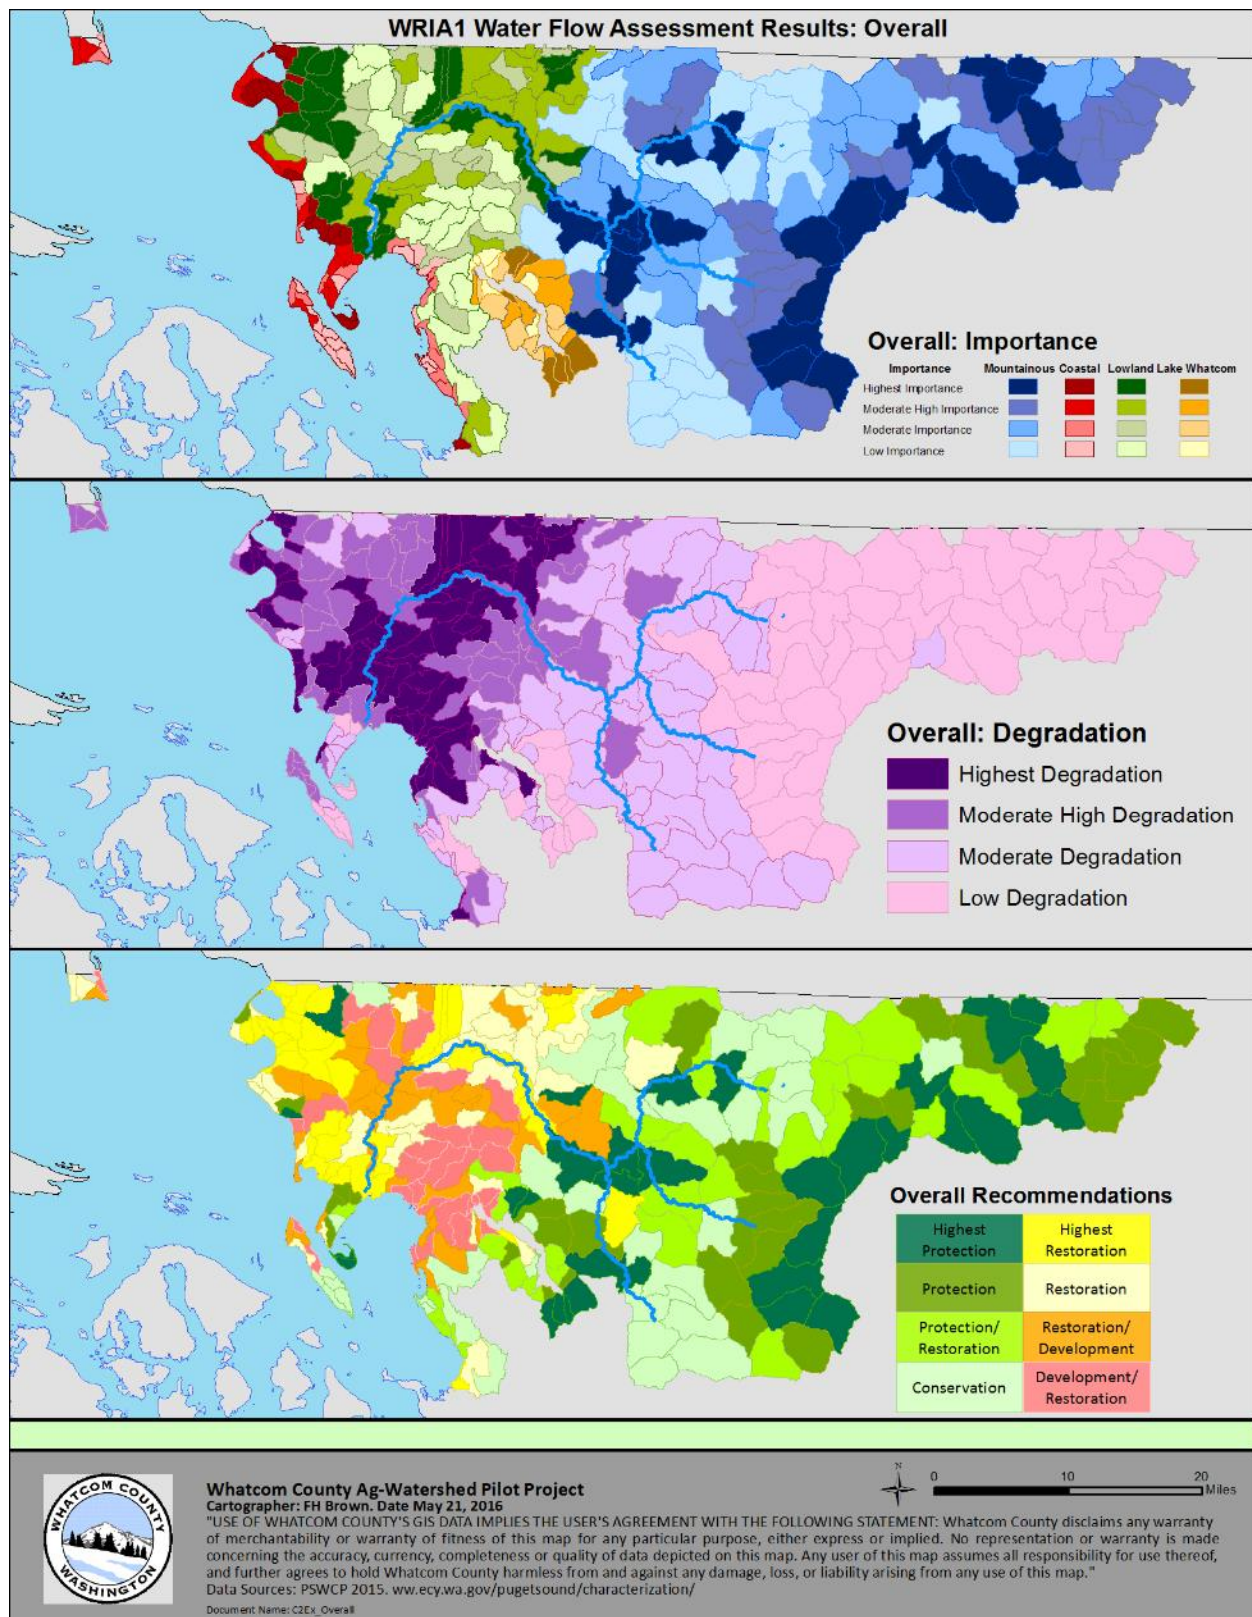 WRIA1 Water Flow Assessment Results: Overall
Overall: Importance
Importance Mountainous Coastal Lowland Lake Whatcom
Highest Importance
Moderate High Importance
Moderate Importance
Low Importance
Overall: Degradation
Highest Degradation
Moderate High Degradation
Moderate Degradation
Low Degradation
Overall Recommendations
Highest
Protection
Highest
Restoration
Protection
Restoration
Protection/
Restoration
Restoration/
Development
Conservation
Development/
Restoration
WHATCOM COUNTY
WASHINGTON
N
0 10 20
Miles
Whatcom County Ag-Watershed Pilot Project
Cartographer: FH Brown. Date May 21, 2016
"USE OF WHATCOM COUNTY'S GIS DATA IMPLIES THE USER'S AGREEMENT WITH THE FOLLOWING STATEMENT: Whatcom County disclaims any warranty
of merchantability or warranty of fitness of this map for any particular purpose, either express or implied. No representation or warranty is made
concerning the accuracy, currency, completeness or quality of data depicted on this map. Any user of this map assumes all responsibility for use thereof,
and further agrees to hold Whatcom County harmless from and against any damage, loss, or liability arising from any use of this map."
Data Sources: PSWCP 2015. ww.ecy.wa.gov/pugetsound/characterization/
Document Name: C2Ex_Overall